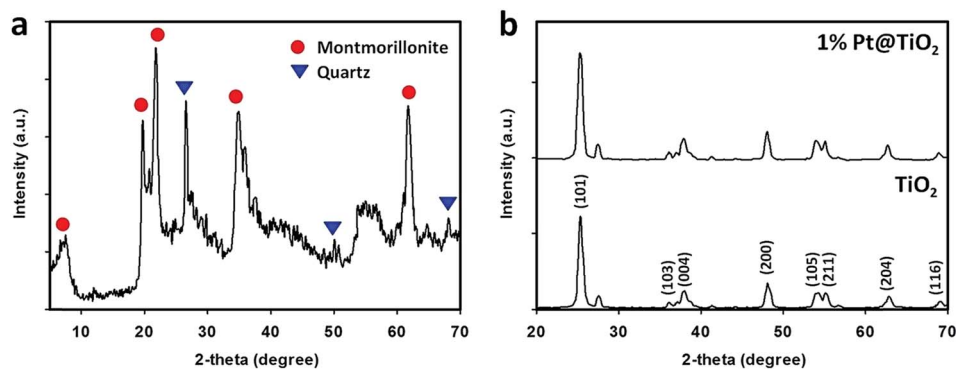 a
Montmorillonite
Quartz
Intensity (a.u.)
10 20 30 40 50 60 70
2-theta (degree)
b
1% Pt@TiO₂
TiO₂
(101)
(103)
(004)
(200)
(105)
(211)
(204)
(116)
Intensity (a.u.)
20 30 40 50 60 70
2-theta (degree)